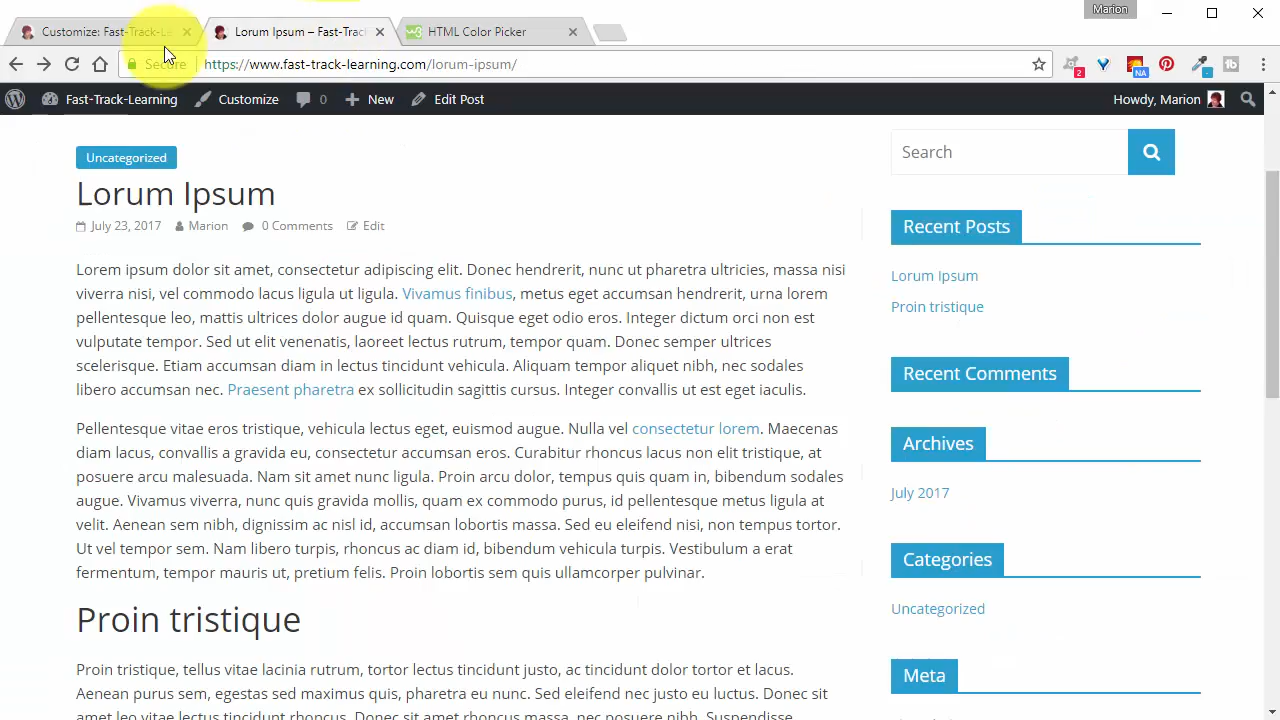 Marion
Customize: Fast-Track-Le
Lorum Ipsum – Fast-Trac
HTML Color Picker
Secure
https://www.fast-track-learning.com/lorum-ipsum/
2
NA
Fast-Track-Learning
Customize
0
New
Edit Post
Howdy, Marion
Uncategorized
Lorum Ipsum
July 23, 2017
Marion
0 Comments
Edit
Lorem ipsum dolor sit amet, consectetur adipiscing elit. Donec hendrerit, nunc ut pharetra ultricies, massa nisi
viverra nisi, vel commodo lacus ligula ut ligula. Vivamus finibus, metus eget accumsan hendrerit, urna lorem
pellentesque leo, mattis ultrices dolor augue id quam. Quisque eget odio eros. Integer dictum orci non est
vulputate tempor. Sed ut elit venenatis, laoreet lectus rutrum, tempor quam. Donec semper ultrices
scelerisque. Etiam accumsan diam in lectus tincidunt vehicula. Aliquam tempor aliquet nibh, nec sodales
libero accumsan nec. Praesent pharetra ex sollicitudin sagittis cursus. Integer convallis ut est eget iaculis.
Pellentesque vitae eros tristique, vehicula lectus eget, euismod augue. Nulla vel consectetur lorem. Maecenas
diam lacus, convallis a gravida eu, consectetur accumsan eros. Curabitur rhoncus lacus non elit tristique, at
posuere arcu malesuada. Nam sit amet nunc ligula. Proin arcu dolor, tempus quis quam in, bibendum sodales
augue. Vivamus viverra, nunc quis gravida mollis, quam ex commodo purus, id pellentesque metus ligula at
velit. Aenean sem nibh, dignissim ac nisl id, accumsan lobortis massa. Sed eu eleifend nisi, non tempus tortor.
Ut vel tempor sem. Nam libero turpis, rhoncus ac diam id, bibendum vehicula turpis. Vestibulum a erat
fermentum, tempor mauris ut, pretium felis. Proin lobortis sem quis ullamcorper pulvinar.
Proin tristique
Proin tristique, tellus vitae lacinia rutrum, tortor lectus tincidunt justo, ac tincidunt dolor tortor et lacus.
Aenean purus sem, egestas sed maximus quis, pharetra eu nunc. Sed eleifend nec justo eu luctus. Donec sit
amet leo vitae lectus tincidunt rhoncus. Maecenas rhoncus massa, nec posuere nibh. Suspendisse
Search
Recent Posts
Lorum Ipsum
Proin tristique
Recent Comments
Archives
July 2017
Categories
Uncategorized
Meta